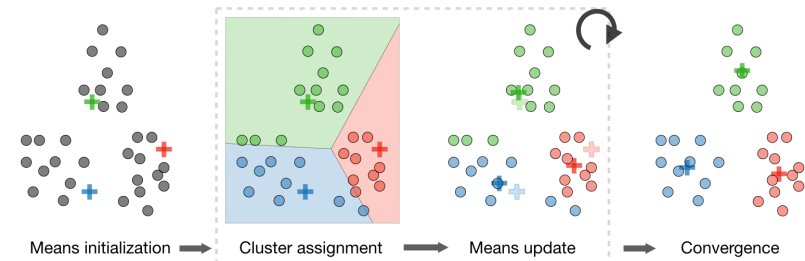 Means initialization
Cluster assignment
Means update
Convergence